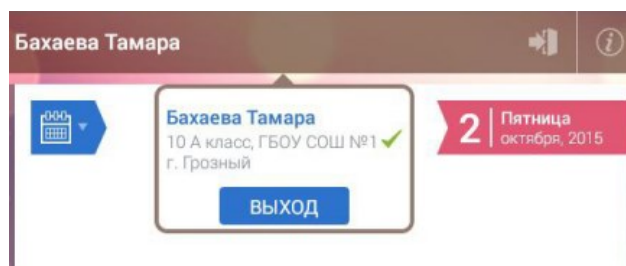 Бахаева Тамара
Бахаева Тамара
10 А класс, ГБОУ СОШ №1
г. Грозный
ВЫХОД
2
Пятница
октября, 2015